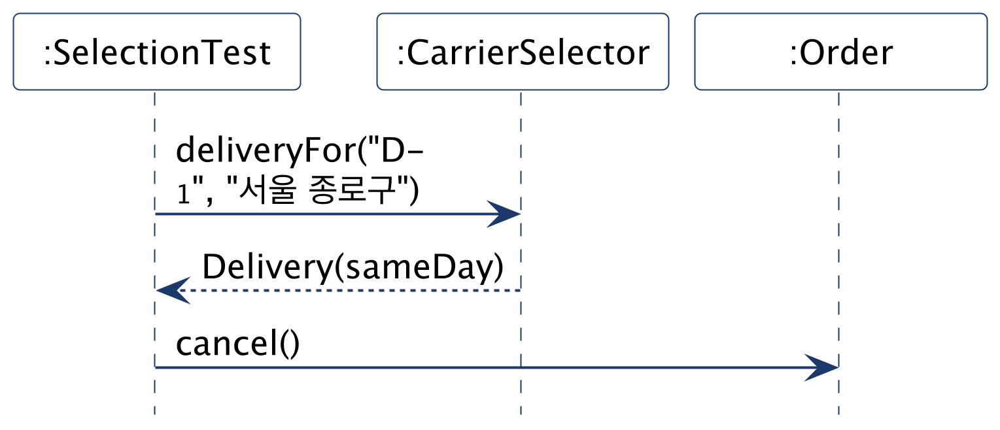 :SelectionTest
:CarrierSelector
:Order
deliveryFor("D-
1", "서울 종로구")
Delivery(sameDay)
cancel()